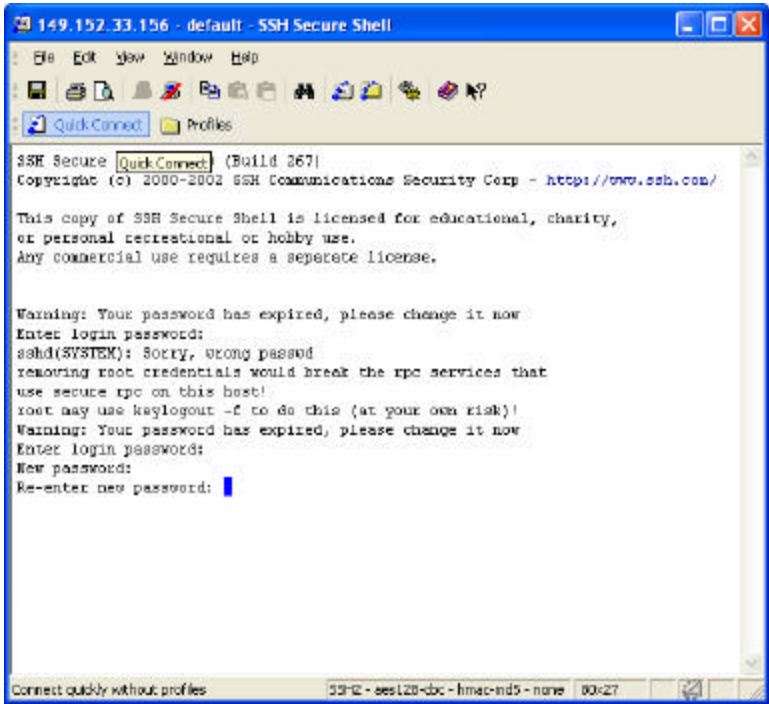 149.152.33.156 - default - SSH Secure Shell
File Edit View Window Help
Quick Connect Profiles
SSH Secure Quick Connect (Build 267)
Copyright (c) 2000-2002 SSH Communications Security Corp - http://www.ssh.com/
This copy of SSH Secure Shell is licensed for educational, charity,
or personal recreational or hobby use.
Any commercial use requires a separate license.
Warning: Your password has expired, please change it now
Enter login password:
sshd(SYSTEM): Sorry, wrong passwd
removing root credentials would break the rpc services that
use secure rpc on this host!
root may use keylogout -f to do this (at your own risk)!
Warning: Your password has expired, please change it now
Enter login password:
New password:
Re-enter new password:
Connect quickly without profiles SSH2 - aes128-cbc - hmac-md5 - none 80x27